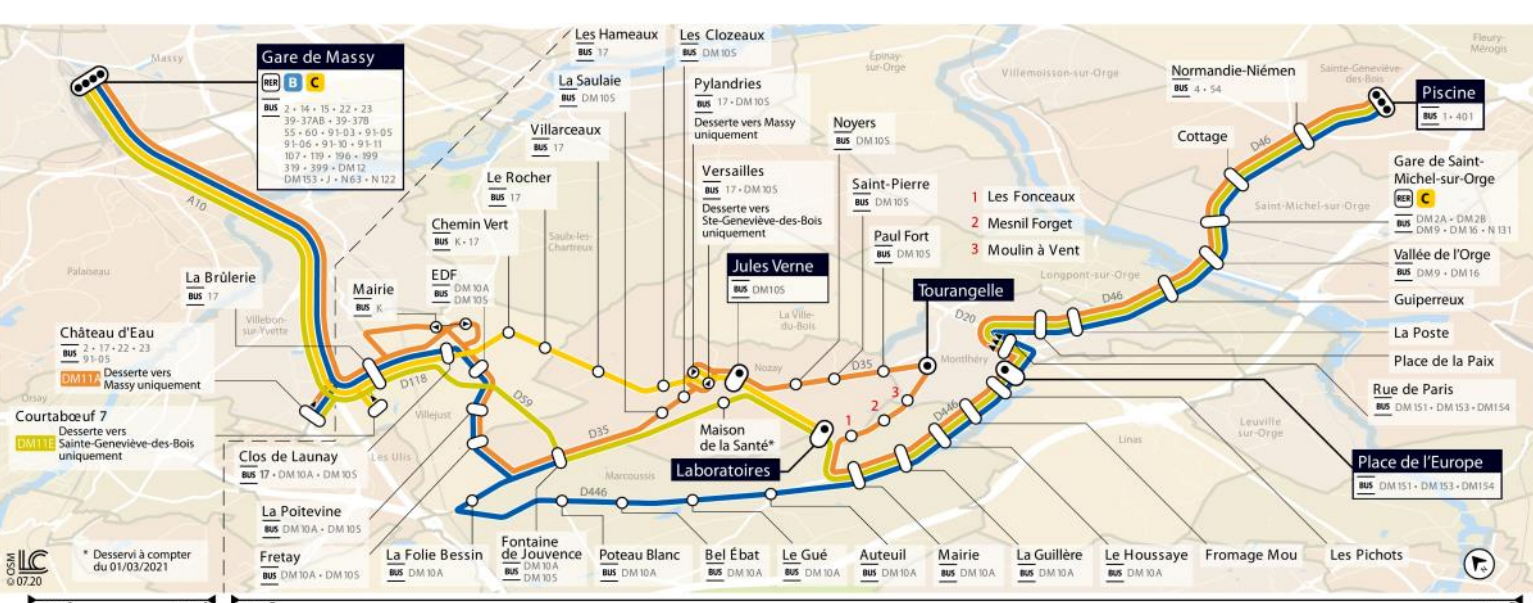 Massy
Gare de Massy
RER B C
BUS 2 • 14 • 15 • 22 • 23
39-37AB • 39-37B
55 • 60 • 91-03 • 91-05
91-06 • 91-10 • 91-11
107 • 119 • 196 • 199
319 • 399 • DM12
DM153 • J • N63 • N122
Les Hameaux
BUS 17
Les Clozeaux
BUS DM10S
La Saulaie
BUS DM10S
Pylandries
BUS 17 • DM10S
Desserte vers Massy
uniquement
Villarceaux
BUS 17
Noyers
BUS DM10S
Versailles
BUS 17 • DM10S
Desserte vers
Ste-Geneviève-des-Bois
uniquement
Le Rocher
BUS 17
Saint-Pierre
BUS DM10S
Chemin Vert
BUS K • 17
Paul Fort
BUS DM10S
Jules Verne
BUS DM10S
EDF
BUS DM10A
DM10S
Mairie
BUS K
La Brûlerie
BUS 17
Château d'Eau
BUS 2 • 17 • 22 • 23
91-05
DM11A Desserte vers
Massy uniquement
Courtabœuf 7
Desserte vers
DM11E Sainte-Geneviève-des-Bois
uniquement
Épinay-
sur-Orge
Villemoisson-sur-Orge
Fleury-
Mérogis
Sainte-Geneviève-
des-Bois
Normandie-Niémen
BUS 4 • 54
Piscine
BUS 1 • 401
Cottage
Gare de Saint-
Michel-sur-Orge
RER C
BUS DM2A • DM2B
DM9 • DM16 • N131
Saint-Michel-sur-Orge
Vallée de l'Orge
BUS DM9 • DM16
1 Les Fonceaux
2 Mesnil Forget
3 Moulin à Vent
Longpont-sur-Orge
Guiperreux
La Poste
Place de la Paix
Rue de Paris
BUS DM151 • DM153 • DM154
Tourangelle
Place de l'Europe
BUS DM151 • DM153 • DM154
A10
Palaiseau
Villebon-
sur-Yvette
Saulx-les-
Chartreux
La Ville-
du-Bois
Nozay
Montlhéry
Orsay
Villejust
Les Ulis
Marcoussis
Linas
Leuville
sur-Orge
D46
D46
D20
D35
D118
D59
D35
D446
D446
1
2
3
Maison
de la Santé*
Laboratoires
Clos de Launay
BUS 17 • DM10A • DM10S
La Poitevine
BUS DM10A • DM10S
Fretay
BUS DM10A • DM10S
La Folie Bessin
BUS DM10A
Fontaine
de Jouvence
BUS DM10A
DM10S
Poteau Blanc
BUS DM10A
Bel Ébat
BUS DM10A
Le Gué
BUS DM10A
Auteuil
BUS DM10A
Mairie
BUS DM10A
La Guillère
BUS DM10A
Le Houssaye
BUS DM10A
Fromage Mou
Les Pichots
* Desservi à compter
du 01/03/2021
© OSM LC
07.20